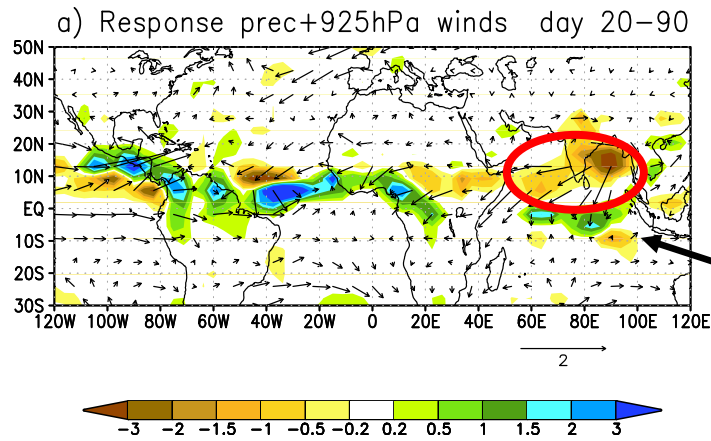 a) Response prec+925hPa winds day 20-90
50N
40N
30N
20N
10N
EQ
10S
20S
30S
120W 100W 80W 60W 40W 20W 0 20E 40E 60E 80E 100E 120E
2
-3 -2 -1.5 -1 -0.5 -0.2 0.2 0.5 1 1.5 2 3